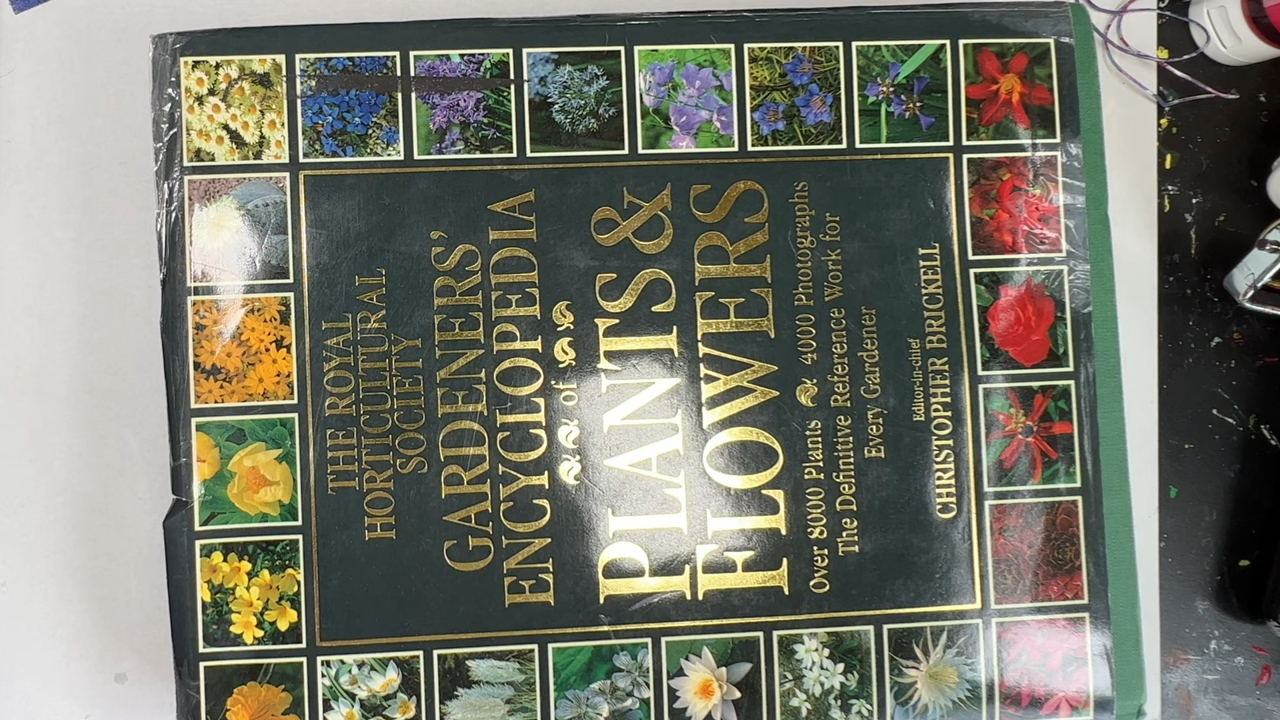 THE ROYAL
HORTICULTURAL
SOCIETY
GARDENERS'
ENCYCLOPEDIA
of
PLANTS &
FLOWERS
Over 8000 Plants 4000 Photographs
The Definitive Reference Work for
Every Gardener
Editor-in-chief
CHRISTOPHER BRICKELL